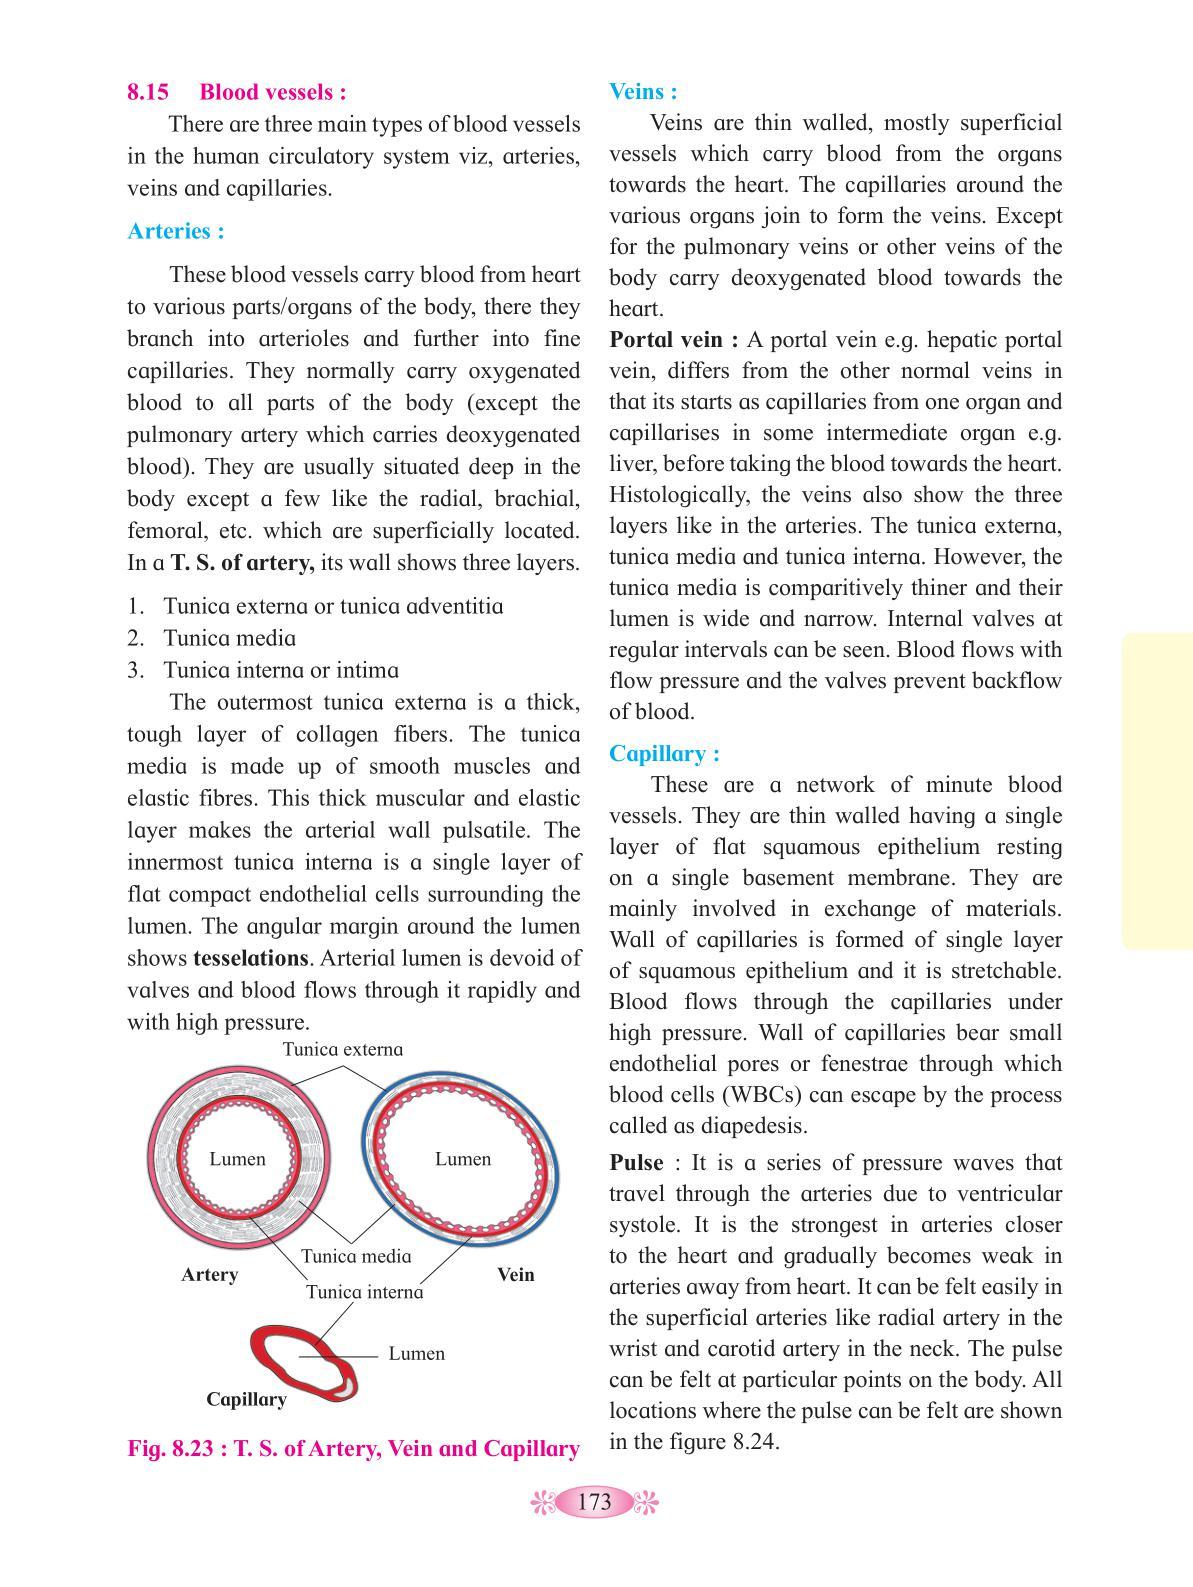 8.15 Blood vessels :
There are three main types of blood vessels
in the human circulatory system viz, arteries,
veins and capillaries.
Arteries :
These blood vessels carry blood from heart
to various parts/organs of the body, there they
branch into arterioles and further into fine
capillaries. They normally carry oxygenated
blood to all parts of the body (except the
pulmonary artery which carries deoxygenated
blood). They are usually situated deep in the
body except a few like the radial, brachial,
femoral, etc. which are superficially located.
In a T. S. of artery, its wall shows three layers.
1. Tunica externa or tunica adventitia
2. Tunica media
3. Tunica interna or intima
The outermost tunica externa is a thick,
tough layer of collagen fibers. The tunica
media is made up of smooth muscles and
elastic fibres. This thick muscular and elastic
layer makes the arterial wall pulsatile. The
innermost tunica interna is a single layer of
flat compact endothelial cells surrounding the
lumen. The angular margin around the lumen
shows tesselations. Arterial lumen is devoid of
valves and blood flows through it rapidly and
with high pressure.
Tunica externa
Lumen
Lumen
Tunica media
Artery
Vein
Tunica interna
Lumen
Capillary
Fig. 8.23 : T. S. of Artery, Vein and Capillary
Veins :
Veins are thin walled, mostly superficial
vessels which carry blood from the organs
towards the heart. The capillaries around the
various organs join to form the veins. Except
for the pulmonary veins or other veins of the
body carry deoxygenated blood towards the
heart.
Portal vein : A portal vein e.g. hepatic portal
vein, differs from the other normal veins in
that its starts as capillaries from one organ and
capillarises in some intermediate organ e.g.
liver, before taking the blood towards the heart.
Histologically, the veins also show the three
layers like in the arteries. The tunica externa,
tunica media and tunica interna. However, the
tunica media is comparitively thiner and their
lumen is wide and narrow. Internal valves at
regular intervals can be seen. Blood flows with
flow pressure and the valves prevent backflow
of blood.
Capillary :
These are a network of minute blood
vessels. They are thin walled having a single
layer of flat squamous epithelium resting
on a single basement membrane. They are
mainly involved in exchange of materials.
Wall of capillaries is formed of single layer
of squamous epithelium and it is stretchable.
Blood flows through the capillaries under
high pressure. Wall of capillaries bear small
endothelial pores or fenestrae through which
blood cells (WBCs) can escape by the process
called as diapedesis.
Pulse : It is a series of pressure waves that
travel through the arteries due to ventricular
systole. It is the strongest in arteries closer
to the heart and gradually becomes weak in
arteries away from heart. It can be felt easily in
the superficial arteries like radial artery in the
wrist and carotid artery in the neck. The pulse
can be felt at particular points on the body. All
locations where the pulse can be felt are shown
in the figure 8.24.
173